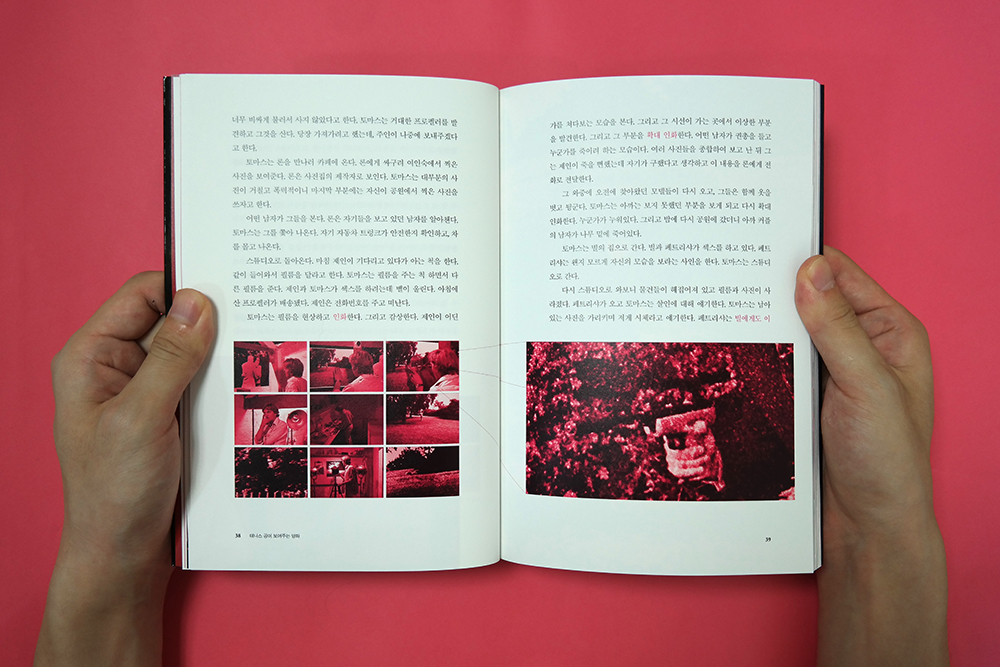 너무 비싸게 불러서 사지 않았다고 한다. 토마스는 거대한 프로펠러를 발
견하고 그것을 산다. 당장 가져가려고 했는데, 주인이 나중에 보내주겠다
고 한다.
토마스는 론을 만나러 카페에 온다. 론에게 싸구려 여인숙에서 찍은
사진을 보여준다. 론은 사진집의 제작자로 보인다. 토마스는 대부분의 사
진이 거칠고 폭력적이니 마지막 부분에는 자신이 공원에서 찍은 사진을
쓰자고 한다.
어떤 남자가 그들을 본다. 론은 자기들을 보고 있던 남자를 알아챈다.
토마스는 그를 쫓아 나온다. 자기 자동차 트렁크가 안전한지 확인하고, 차
를 몰고 나온다.
스튜디오로 돌아온다. 마침 제인이 기다리고 있다가 아는 척을 한다.
같이 들어와서 필름을 달라고 한다. 토마스는 필름을 주는 척 하면서 다
른 필름을 준다. 제인과 토마스가 섹스를 하려는데 벨이 울린다. 아침에
산 프로펠러가 배송됐다. 제인은 전화번호를 주고 떠난다.
토마스는 필름을 현상하고 인화한다. 그리고 감상한다. 제인이 어딘
38 테니스 공이 보여주는 영화
가를 쳐다보는 모습을 본다. 그리고 그 시선이 가는 곳에서 이상한 부분
을 발견한다. 그리고 그 부분을 확대 인화한다. 어떤 남자가 권총을 들고
누군가를 죽이려 하는 모습이다. 여러 사진들을 종합하여 보고 난 뒤 그
는 제인이 죽을 뻔했는데 자기가 구했다고 생각하고 이 내용을 론에게 전
화로 전달한다.
그 와중에 오전에 찾아왔던 모델들이 다시 오고, 그들은 함께 옷을
벗고 뒹군다. 토마스는 아까는 보지 못했던 부분을 보게 되고 다시 확대
인화한다. 누군가가 누워있다. 그리고 밤에 다시 공원에 갔더니 아까 커플
의 남자가 나무 밑에 죽어있다.
토마스는 빌의 집으로 간다. 빌과 페트리샤가 섹스를 하고 있다. 페트
리샤는 왠지 모르게 자신의 모습을 보라는 사인을 한다. 토마스는 스튜디
오로 간다.
다시 스튜디오로 와보니 물건들이 헤집어져 있고 필름과 사진이 사
라졌다. 페트리샤가 오고 토마스는 살인에 대해 얘기한다. 토마스는 남아
있는 사진을 가리키며 저게 시체라고 얘기한다. 페트리샤는 빌에게도 이
39